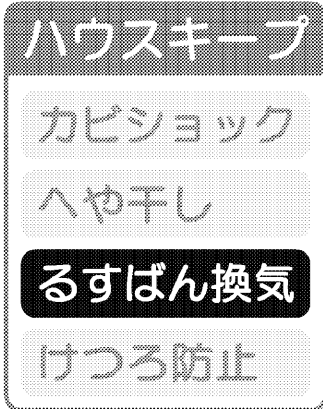 ハウスキープ
カビショック
へや干し
るすばん換気
けつろ防止